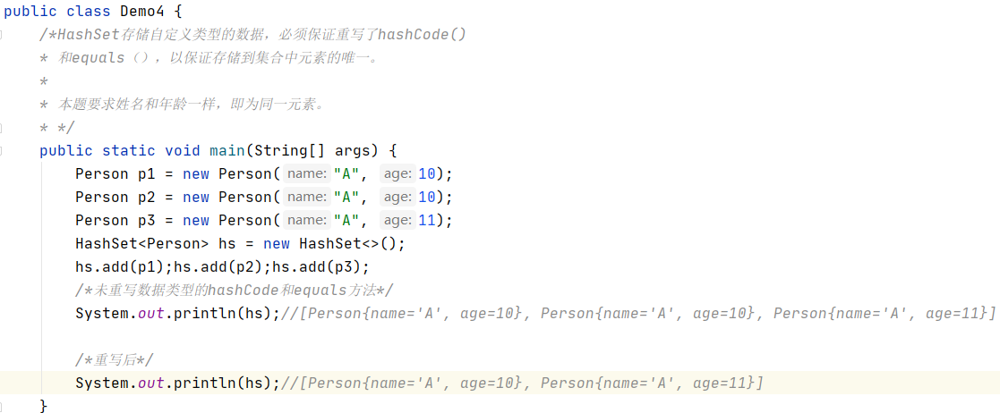 public class Demo4 {
/*HashSet存储自定义类型的数据，必须保证重写了hashCode()
* 和equals（），以保证存储到集合中元素的唯一。
*
* 本题要求姓名和年龄一样，即为同一元素。
* */
public static void main(String[] args) {
Person p1 = new Person( name: "A", age: 10);
Person p2 = new Person( name: "A", age: 10);
Person p3 = new Person( name: "A", age: 11);
HashSet<Person> hs = new HashSet<>();
hs.add(p1);hs.add(p2);hs.add(p3);
/*未重写数据类型的hashCode和equals方法*/
System.out.println(hs);//[Person{name='A', age=10}, Person{name='A', age=10}, Person{name='A', age=11}]
/*重写后*/
System.out.println(hs);//[Person{name='A', age=10}, Person{name='A', age=11}]
}